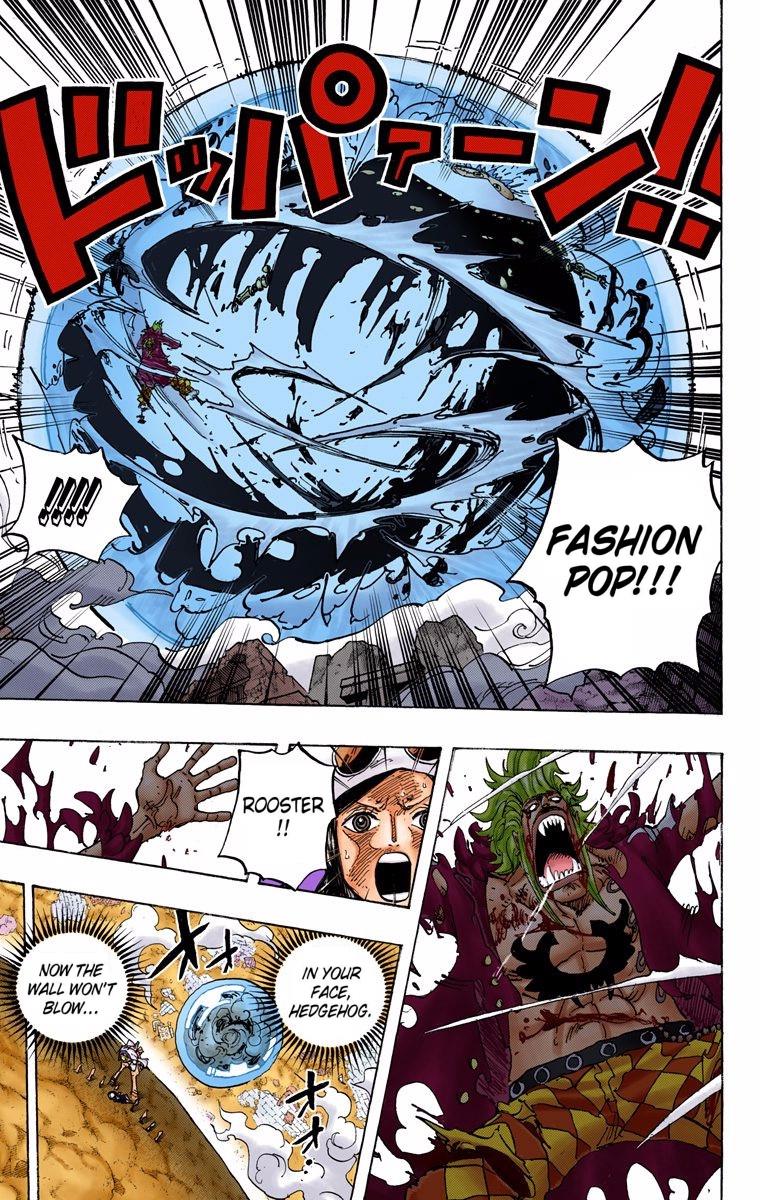 ドッパァーン!!
FASHION
POP!!!
!!!!!
ROOSTER
!!
IN YOUR
FACE,
HEDGEHOG.
NOW THE
WALL WON'T
BLOW...